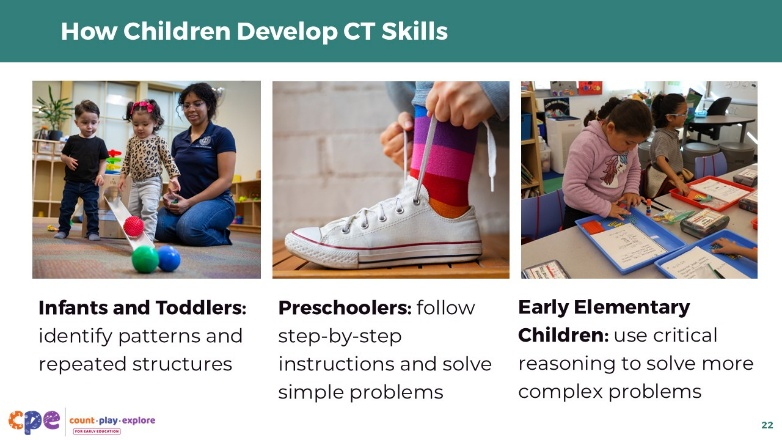 How Children Develop CT Skills
Infants and Toddlers:
identify patterns and
repeated structures
Preschoolers: follow
step-by-step
instructions and solve
simple problems
Early Elementary
Children: use critical
reasoning to solve more
complex problems
cpe
count·play·explore
FOR EARLY EDUCATION
22